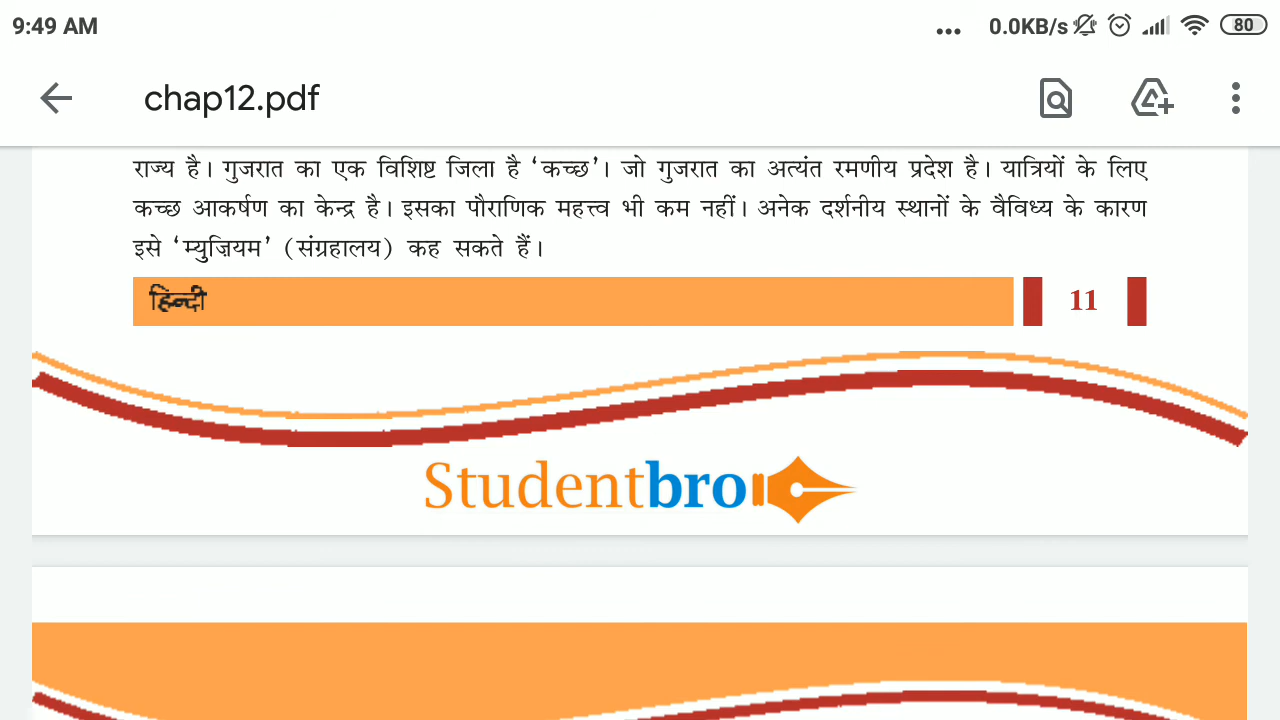 9:49 AM
... 0.0KB/s 80
chap12.pdf
राज्य है। गुजरात का एक विशिष्ट जिला है ‘कच्छ’। जो गुजरात का अत्यंत रमणीय प्रदेश है। यात्रियों के लिए
कच्छ आकर्षण का केन्द्र है। इसका पौराणिक महत्त्व भी कम नहीं। अनेक दर्शनीय स्थानों के वैविध्य के कारण
इसे ‘म्युज़ियम’ (संग्रहालय) कह सकते हैं।
हिन्दी
11
Studentbro